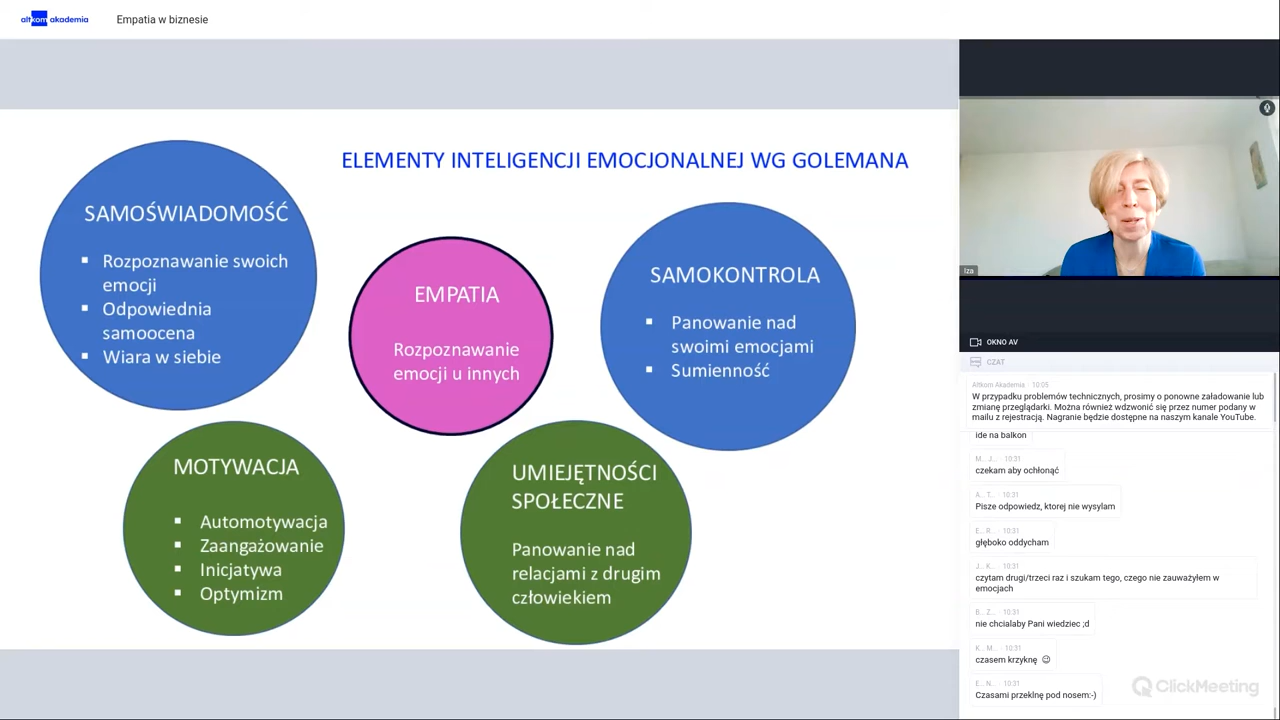 altkom akademia
Empatia w biznesie
ELEMENTY INTELIGENCJI EMOCJONALNEJ WG GOLEMANA
SAMOŚWIADOMOŚĆ
▪ Rozpoznawanie swoich
emocji
▪ Odpowiednia
samoocena
▪ Wiara w siebie
EMPATIA
Rozpoznawanie
emocji u innych
SAMOKONTROLA
▪ Panowanie nad
swoimi emocjami
▪ Sumienność
MOTYWACJA
▪ Automotywacja
▪ Zaangażowanie
▪ Inicjatywa
▪ Optymizm
UMIEJĘTNOŚCI
SPOŁECZNE
Panowanie nad
relacjami z drugim
człowiekiem
Iza
OKNO AV
CZAT
Altkom Akademia · 10:05
W przypadku problemów technicznych, prosimy o ponowne załadowanie lub
zmianę przeglądarki. Można również wdzwonić się przez numer podany w
mailu z rejestracją. Nagranie będzie dostępne na naszym kanale YouTube.
ide na balkon
M... J... · 10:31
czekam aby ochłonąć
A... T... · 10:31
Pisze odpowiedz, ktorej nie wysylam
E... R... · 10:31
głęboko oddycham
J... K... · 10:31
czytam drugi/trzeci raz i szukam tego, czego nie zauważyłem w
emocjach
B... Z... · 10:31
nie chcialaby Pani wiedziec ;d
K... M... · 10:31
czasem krzyknę ☺
E... N... · 10:31
Czasami przeklnę pod nosem:-)
ClickMeeting